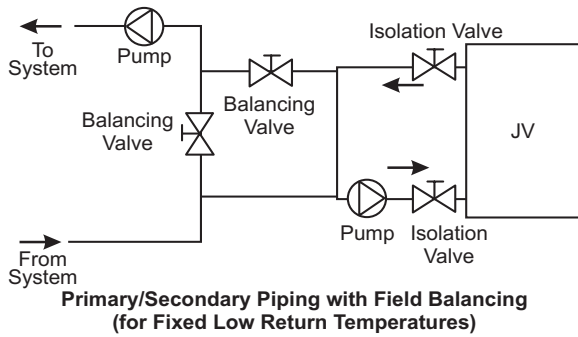 To
System
Pump
Isolation Valve
Balancing
Valve
Balancing
Valve
JV
Pump
Isolation
Valve
From
System
Primary/Secondary Piping with Field Balancing
(for Fixed Low Return Temperatures)